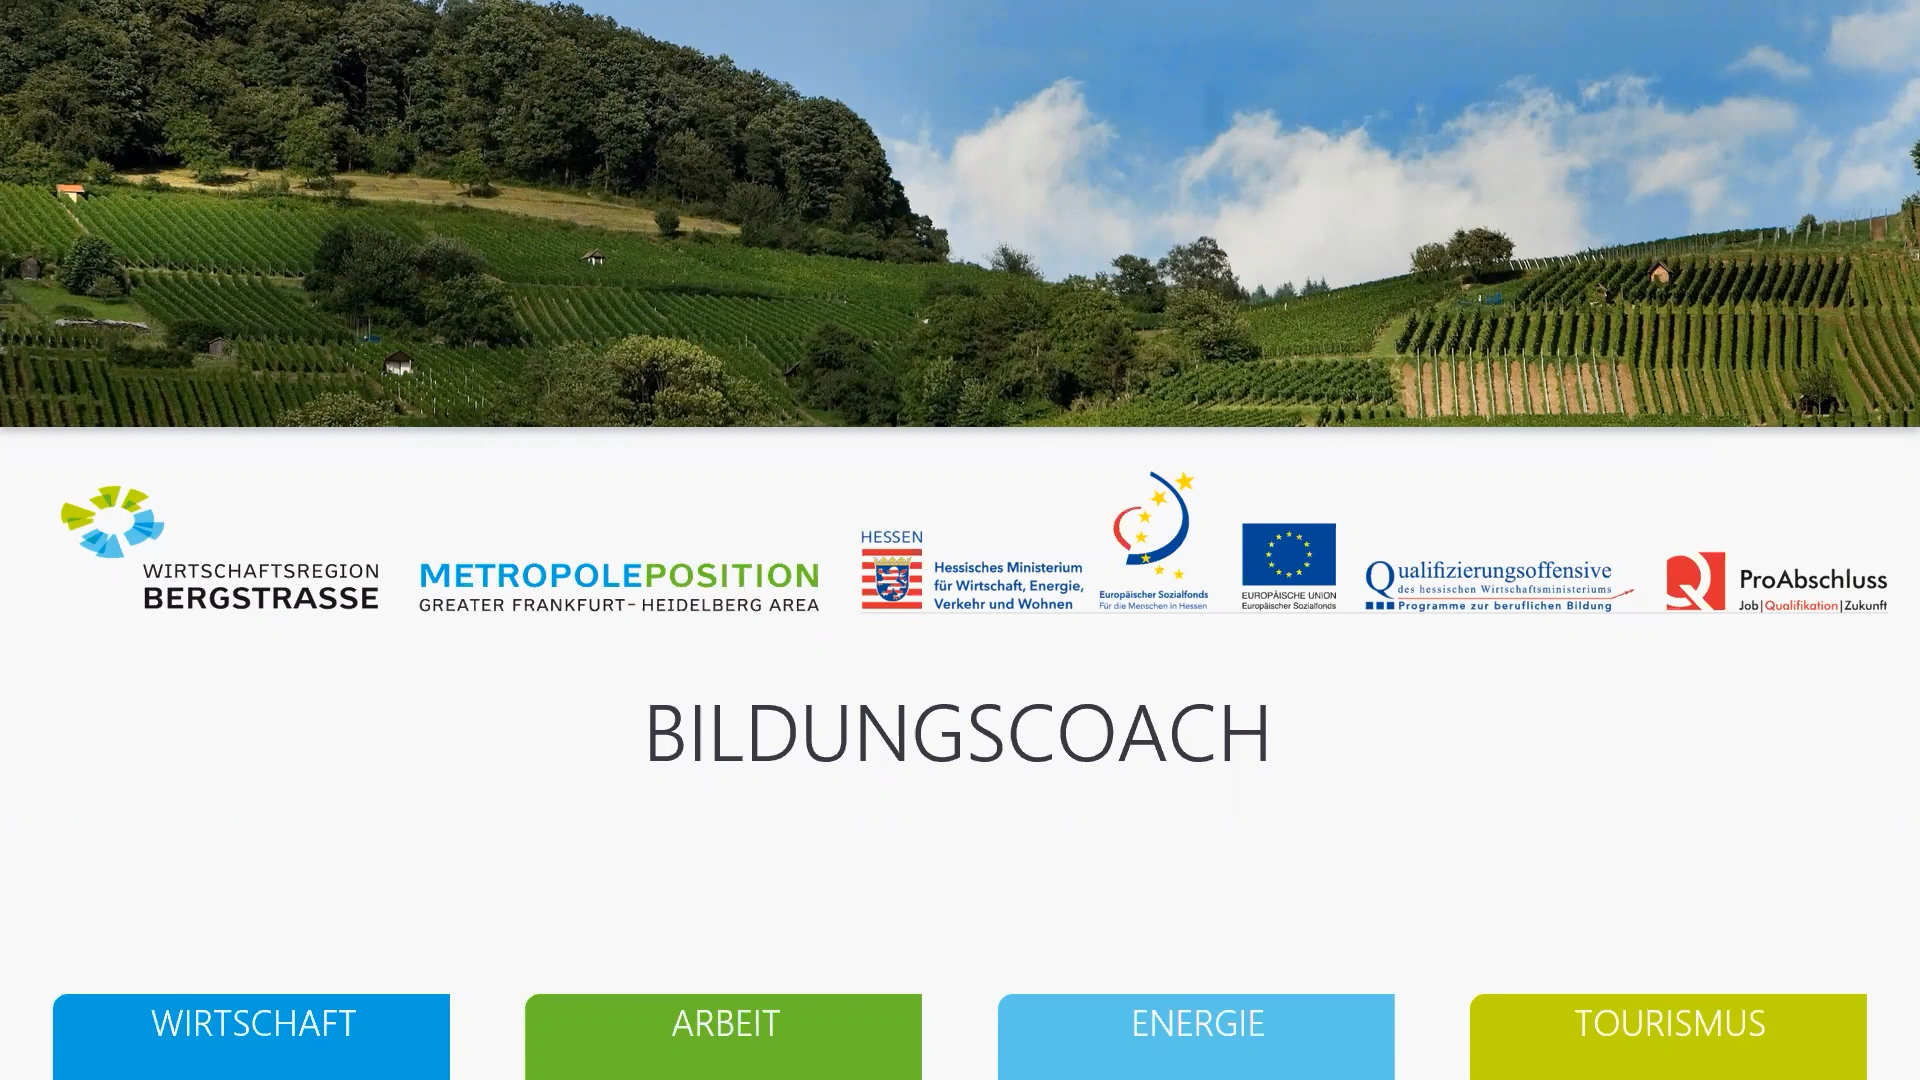 WIRTSCHAFTSREGION
BERGSTRASSE
METROPOLEPOSITION
GREATER FRANKFURT-HEIDELBERG AREA
HESSEN
Hessisches Ministerium
für Wirtschaft, Energie,
Verkehr und Wohnen
Europäischer Sozialfonds
Für die Menschen in Hessen
EUROPÄISCHE UNION
Europäischer Sozialfonds
Qualifizierungsoffensive
des hessischen Wirtschaftsministeriums
Programme zur beruflichen Bildung
ProAbschluss
Job|Qualifikation|Zukunft
BILDUNGSCOACH
WIRTSCHAFT
ARBEIT
ENERGIE
TOURISMUS